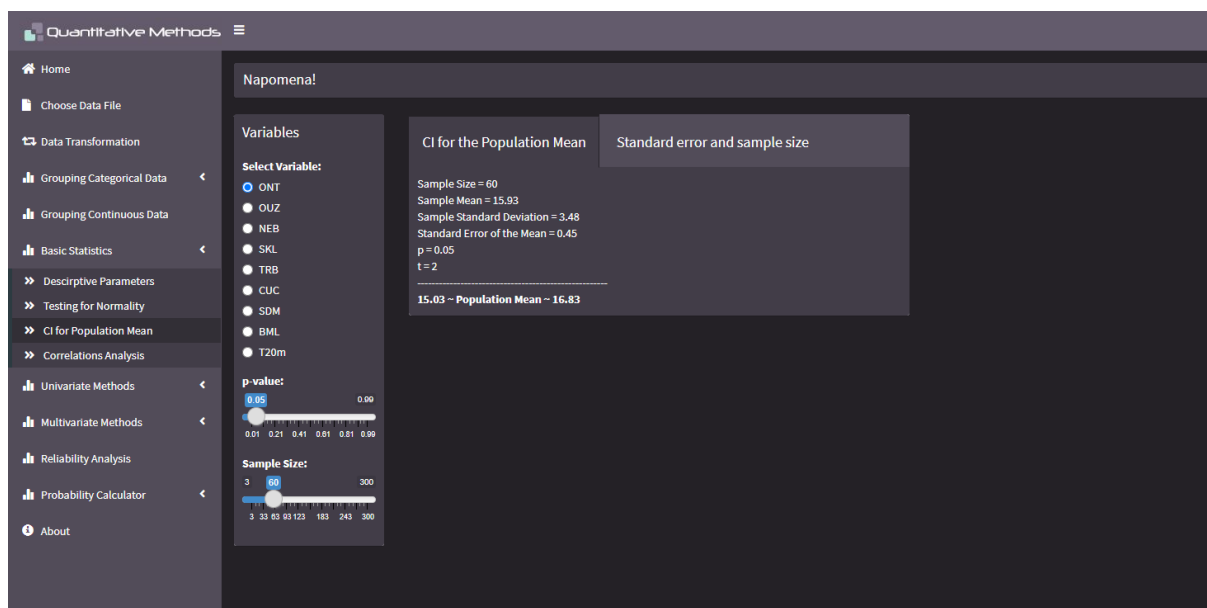 Quantitative Methods
Home
Choose Data File
Data Transformation
Grouping Categorical Data
Grouping Continuous Data
Basic Statistics
Descirptive Parameters
Testing for Normality
CI for Population Mean
Correlations Analysis
Univariate Methods
Multivariate Methods
Reliability Analysis
Probability Calculator
About
Napomena!
Variables
Select Variable:
ONT
OUZ
NEB
SKL
TRB
CUC
SDM
BML
T20m
p-value:
0.05 0.99
0.01 0.21 0.41 0.61 0.81 0.99
Sample Size:
3 60 300
3 33 63 93 123 183 243 300
CI for the Population Mean
Standard error and sample size
Sample Size = 60
Sample Mean = 15.93
Sample Standard Deviation = 3.48
Standard Error of the Mean = 0.45
p = 0.05
t = 2
------------------------------------------------------
15.03 ~ Population Mean ~ 16.83